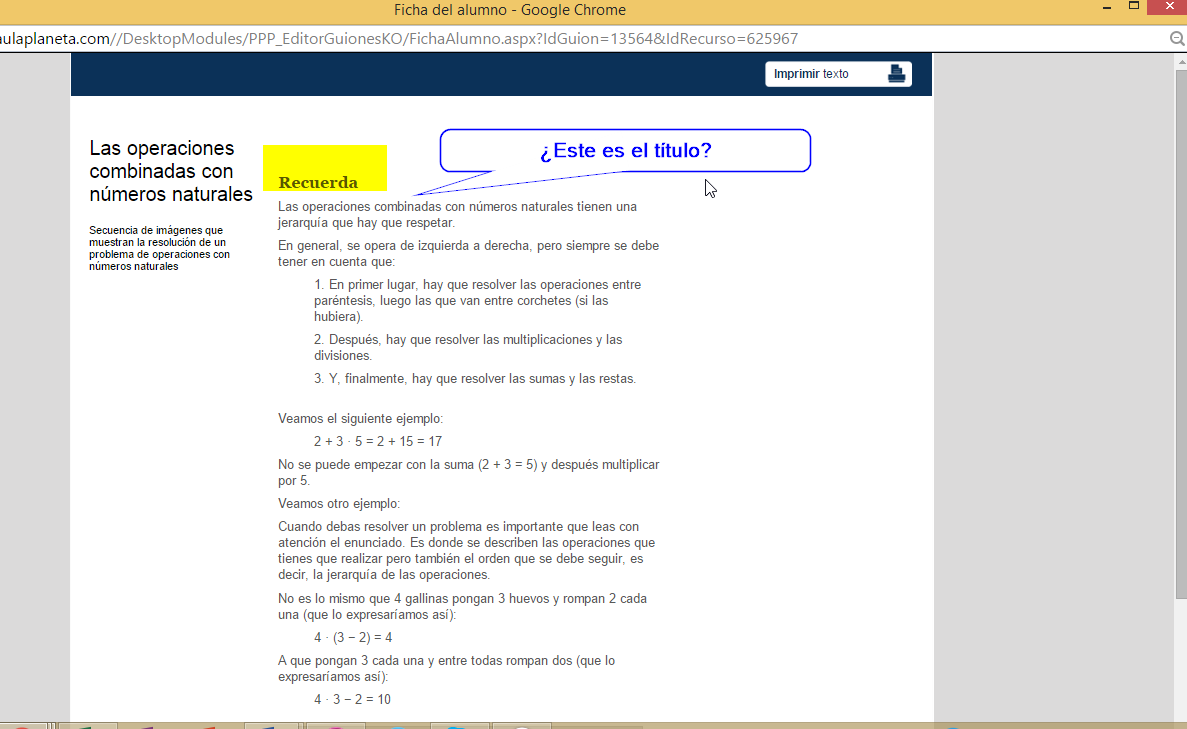 Ficha del alumno - Google Chrome
aulaplaneta.com//DesktopModules/PPP_EditorGuionesKO/FichaAlumno.aspx?IdGuion=13564&IdRecurso=625967
Imprimir texto
Las operaciones
combinadas con
números naturales
Secuencia de imágenes que
muestran la resolución de un
problema de operaciones con
números naturales
¿Este es el título?
Recuerda
Las operaciones combinadas con números naturales tienen una
jerarquía que hay que respetar.
En general, se opera de izquierda a derecha, pero siempre se debe
tener en cuenta que:
1. En primer lugar, hay que resolver las operaciones entre
paréntesis, luego las que van entre corchetes (si las
hubiera).
2. Después, hay que resolver las multiplicaciones y las
divisiones.
3. Y, finalmente, hay que resolver las sumas y las restas.
Veamos el siguiente ejemplo:
2 + 3 · 5 = 2 + 15 = 17
No se puede empezar con la suma (2 + 3 = 5) y después multiplicar
por 5.
Veamos otro ejemplo:
Cuando debas resolver un problema es importante que leas con
atención el enunciado. Es donde se describen las operaciones que
tienes que realizar pero también el orden que se debe seguir, es
decir, la jerarquía de las operaciones.
No es lo mismo que 4 gallinas pongan 3 huevos y rompan 2 cada
una (que lo expresaríamos así):
4 · (3 − 2) = 4
A que pongan 3 cada una y entre todas rompan dos (que lo
expresaríamos así):
4 · 3 − 2 = 10